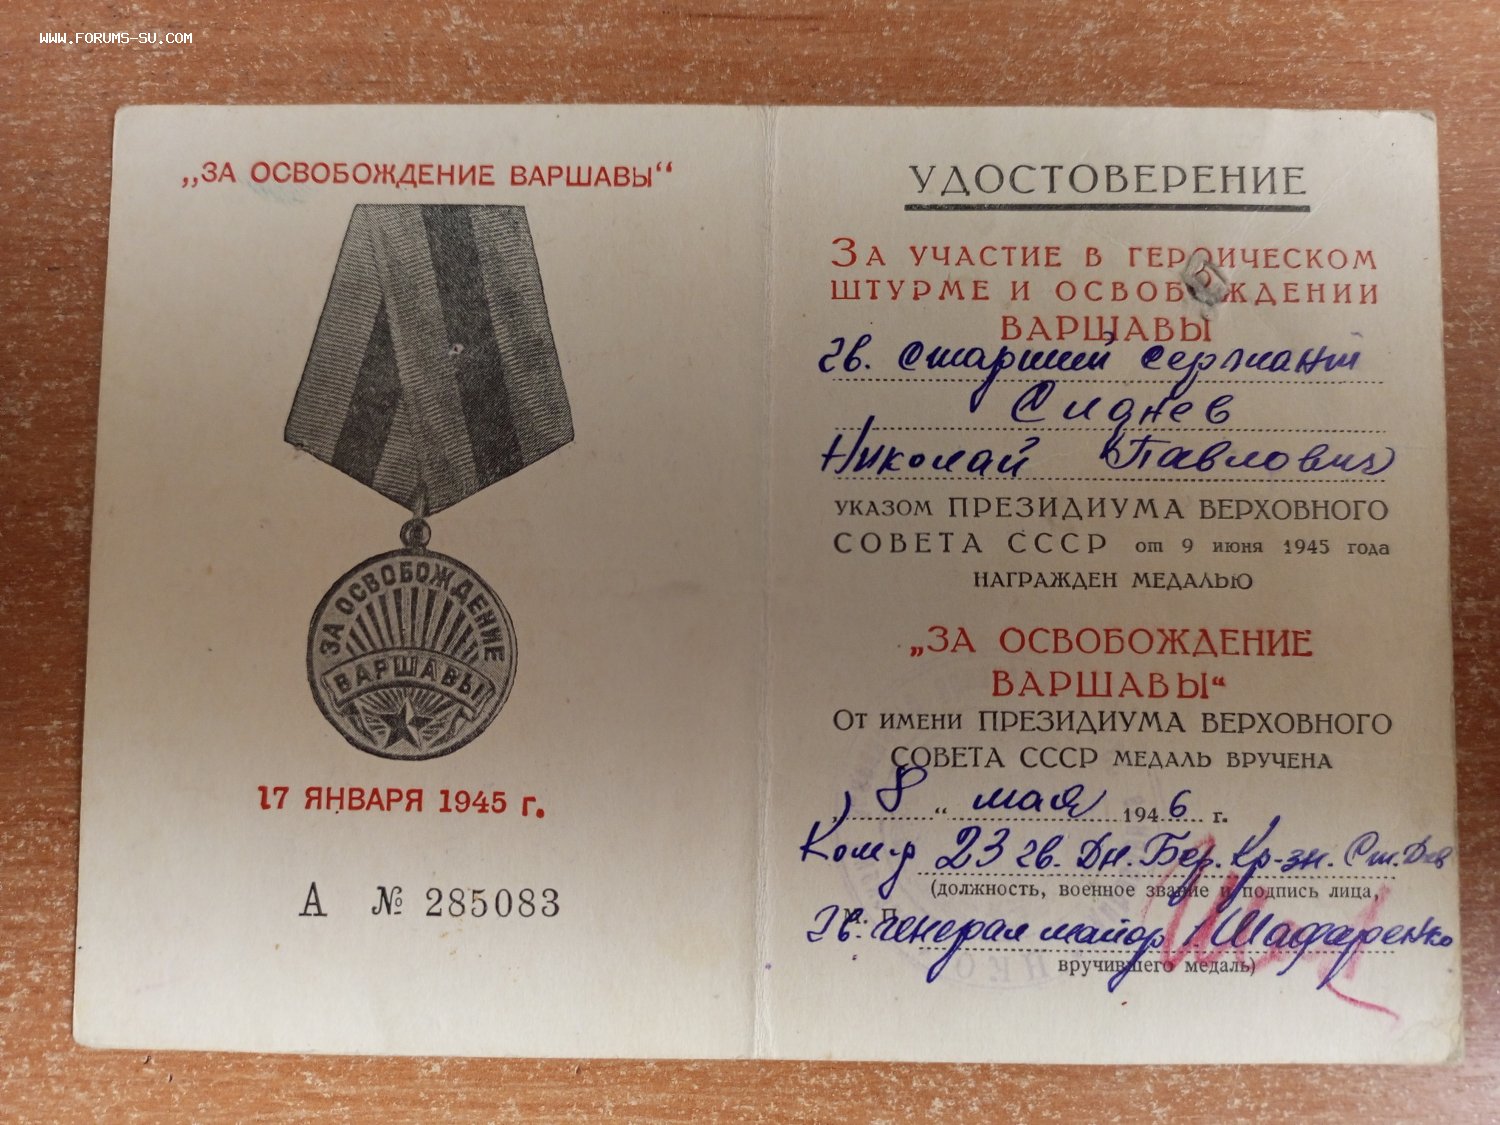 WWW.FORUMS-SU.COM
„ЗА ОСВОБОЖДЕНИЕ ВАРШАВЫ“
ЗА ОСВОБОЖДЕНИЕ
ВАРШАВЫ
17 ЯНВАРЯ 1945 г.
А № 285083
УДОСТОВЕРЕНИЕ
ЗА УЧАСТИЕ В ГЕРОИЧЕСКОМ
ШТУРМЕ И ОСВОБОЖДЕНИИ
ВАРШАВЫ
гв. Старший сержант
Сиднев
Николай Павлович
УКАЗОМ ПРЕЗИДИУМА ВЕРХОВНОГО
СОВЕТА СССР от 9 июня 1945 года
НАГРАЖДЕН МЕДАЛЬЮ
„ЗА ОСВОБОЖДЕНИЕ
ВАРШАВЫ“
ОТ ИМЕНИ ПРЕЗИДИУМА ВЕРХОВНОГО
СОВЕТА СССР МЕДАЛЬ ВРУЧЕНА
„8“ мая 1946 г.
Ком-р 23 гв. Дн. Бер. Кр-зн. Ст. Див
(должность, военное звание и подпись лица,
М. П.
Гв. генерал майор Шафаренко
вручившего медаль)